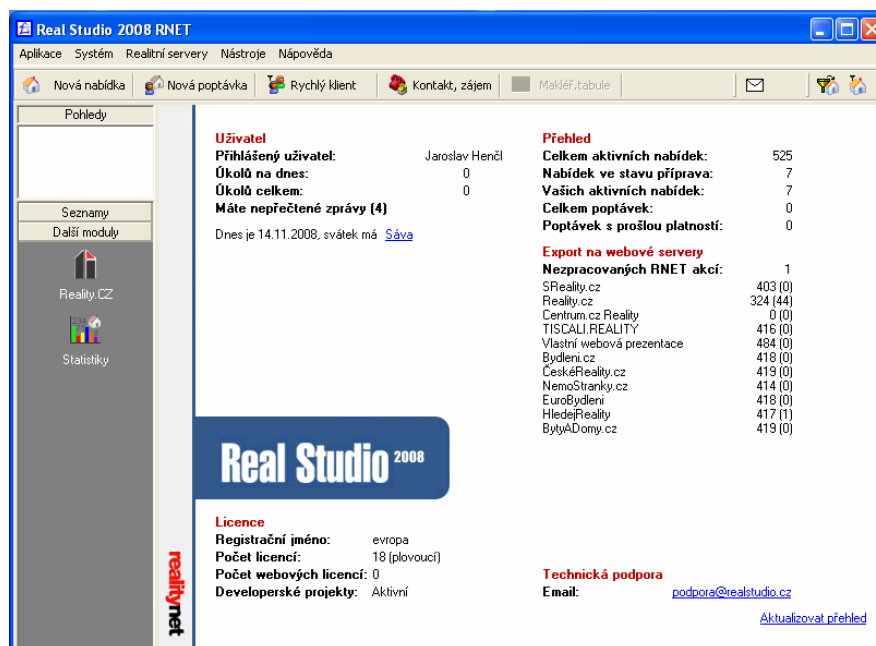 Real Studio 2008 RNET
Aplikace Systém Realitní servery Nástroje Nápověda
Nová nabídka Nová poptávka Rychlý klient Kontakt, zájem Makléř.tabule
Pohledy
Seznamy
Další moduly
Reality.CZ
Statistiky
realitynet
Uživatel
Přihlášený uživatel: Jaroslav Henčl
Úkolů na dnes: 0
Úkolů celkem: 0
Máte nepřečtené zprávy (4)
Dnes je 14.11.2008, svátek má Sáva
Přehled
Celkem aktivních nabídek: 525
Nabídek ve stavu příprava: 7
Vašich aktivních nabídek: 7
Celkem poptávek: 0
Poptávek s prošlou platností: 0
Export na webové servery
Nezpracovaných RNET akcí: 1
SReality.cz 403 (0)
Reality.cz 324 (44)
Centrum.cz Reality 0 (0)
TISCALI.REALITY 416 (0)
Vlastní webová prezentace 484 (0)
Bydleni.cz 418 (0)
ČeskéReality.cz 419 (0)
NemoStranky.cz 414 (0)
EuroBydleni 418 (0)
HledejReality 417 (1)
BytyADomy.cz 419 (0)
Real Studio 2008
Licence
Registrační jméno: evropa
Počet licencí: 18 (plovoucí)
Počet webových licencí: 0
Developerské projekty: Aktivní
Technická podpora
Email: podpora@realstudio.cz
Aktualizovat přehled